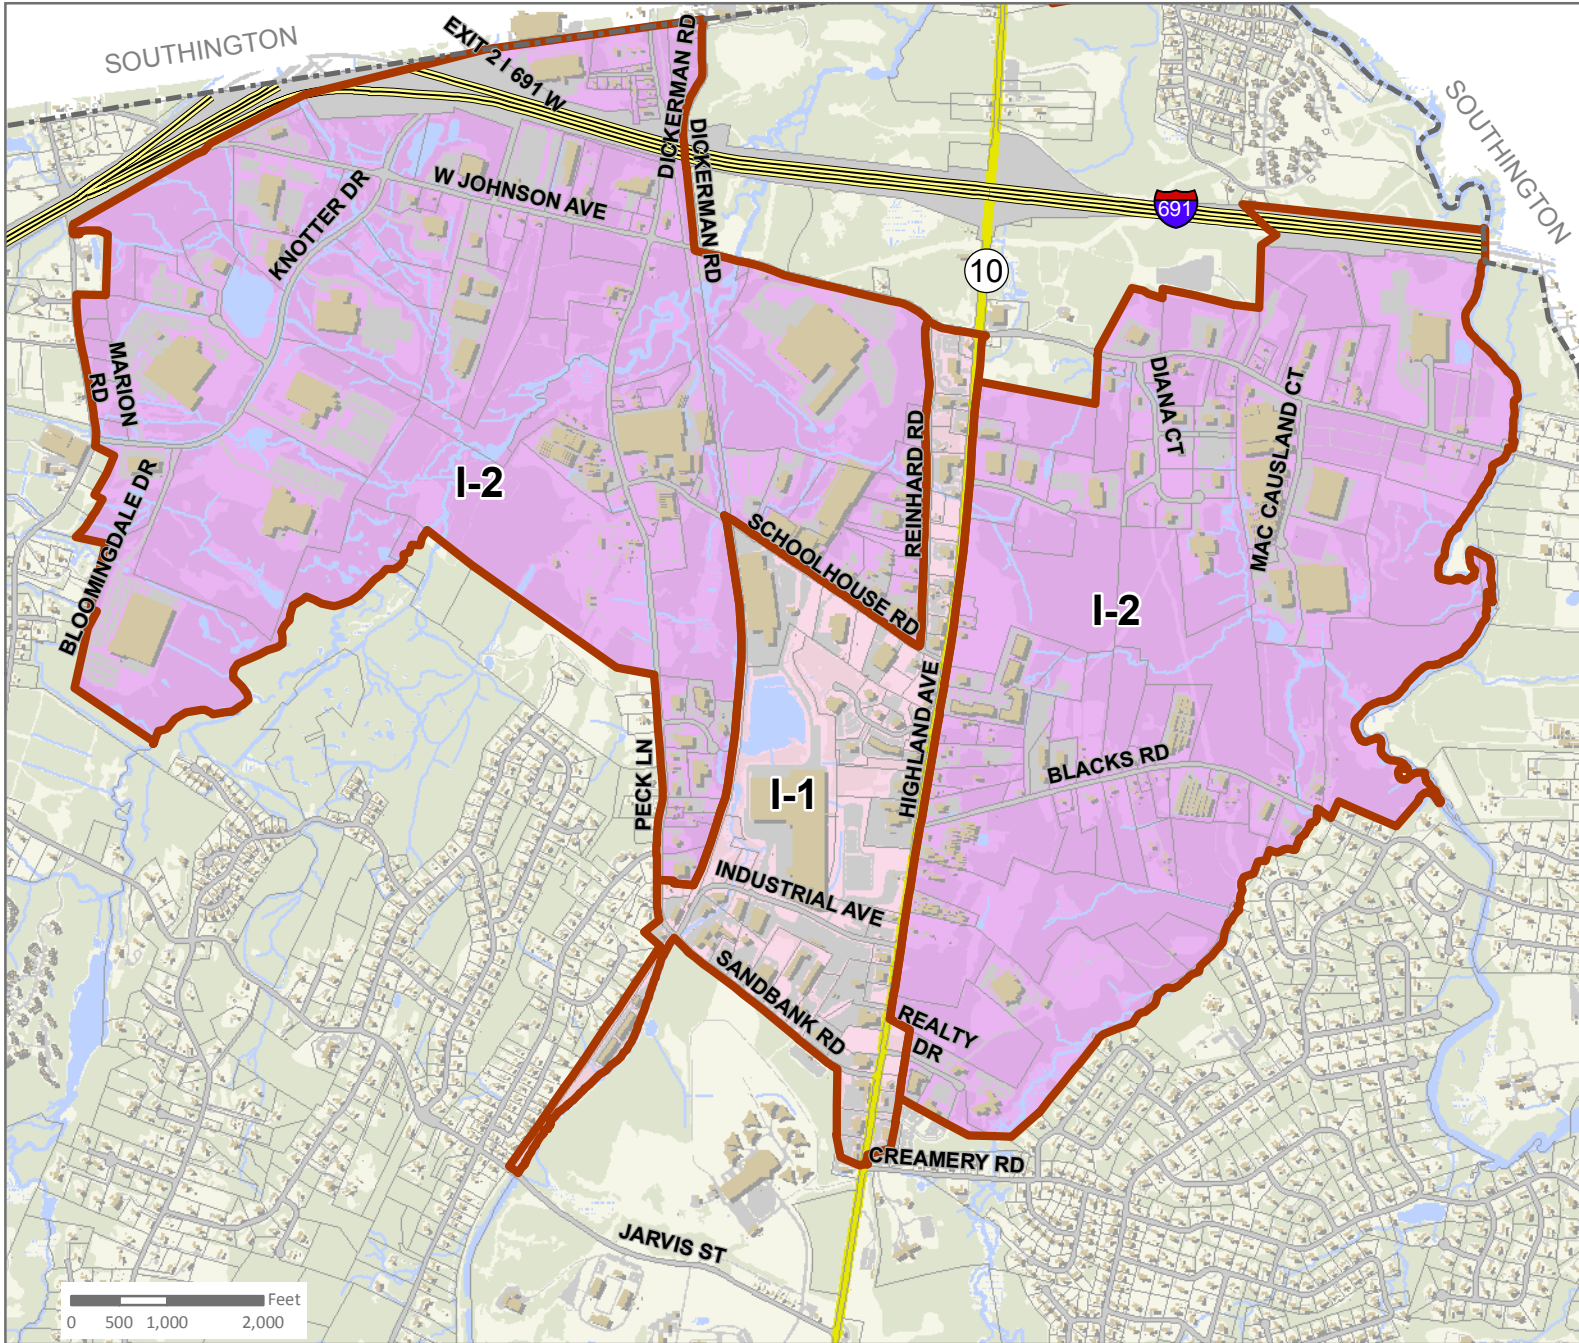 SOUTHINGTON
EXIT 2 I 691 W
DICKERMAN RD
DICKERMAN RD
SOUTHINGTON
W JOHNSON AVE
KNOTTER DR
691
10
MARION
RD
DIANA CT
MAC CAUSLAND CT
REINHARD RD
BLOOMINGDALE DR
I-2
SCHOOLHOUSE RD
I-2
HIGHLAND AVE
PECK LN
I-1
BLACKS RD
INDUSTRIAL AVE
SANDBANK RD
REALTY
DR
CREAMERY RD
JARVIS ST
Feet
0 500 1,000 2,000